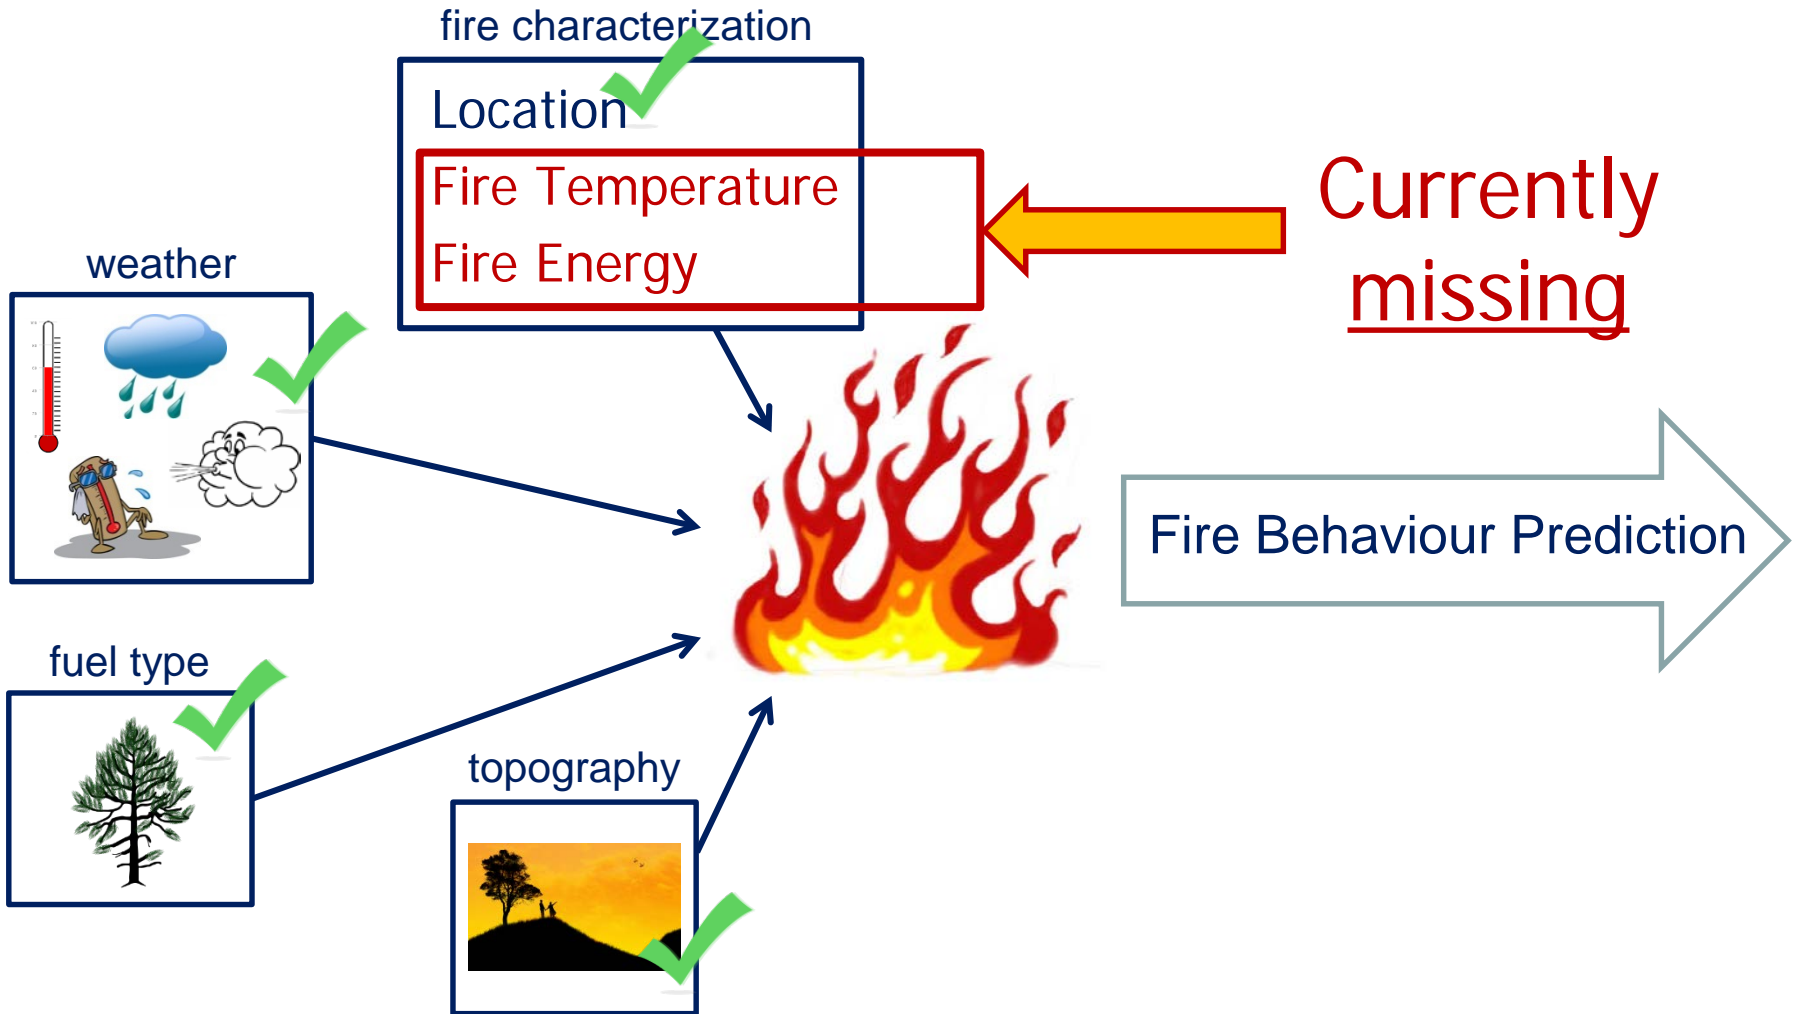 fire characterization
Location
Fire Temperature
Fire Energy
Currently
missing
weather
Fire Behaviour Prediction
fuel type
topography